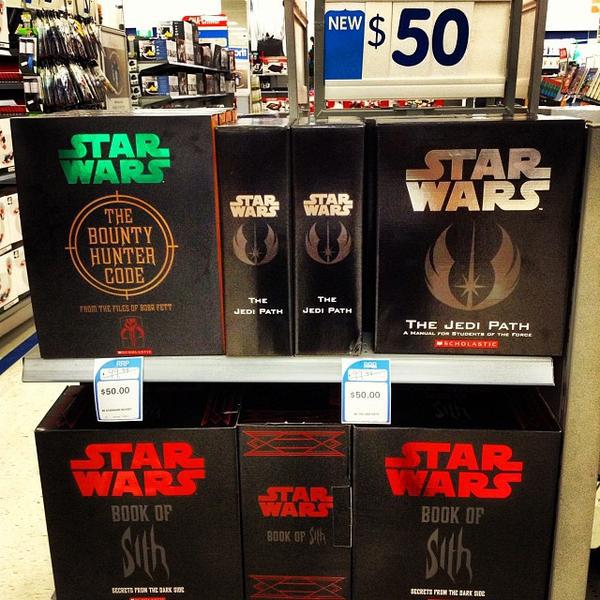 NEW
$50
STAR
WARS
THE
BOUNTY
HUNTER
CODE
FROM THE FILES OF BOBA FETT
SCHOLASTIC
STAR
WARS
THE
JEDI PATH
STAR
WARS
THE
JEDI PATH
STAR
WARS
THE JEDI PATH
A MANUAL FOR STUDENTS OF THE FORCE
SCHOLASTIC
RRP
$50.00
RRP
$50.00
STAR
WARS
BOOK OF
Sith
SECRETS FROM THE DARK SIDE
STAR
WARS
BOOK OF Sith
Sith
STAR
WARS
BOOK OF
Sith
SECRETS FROM THE DARK SIDE